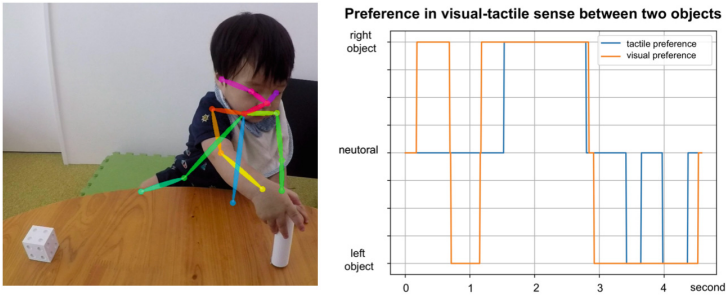 Preference in visual-tactile sense between two objects
right
object
tactile preference
visual preference
neutoral
left
object
0 1 2 3 4 second